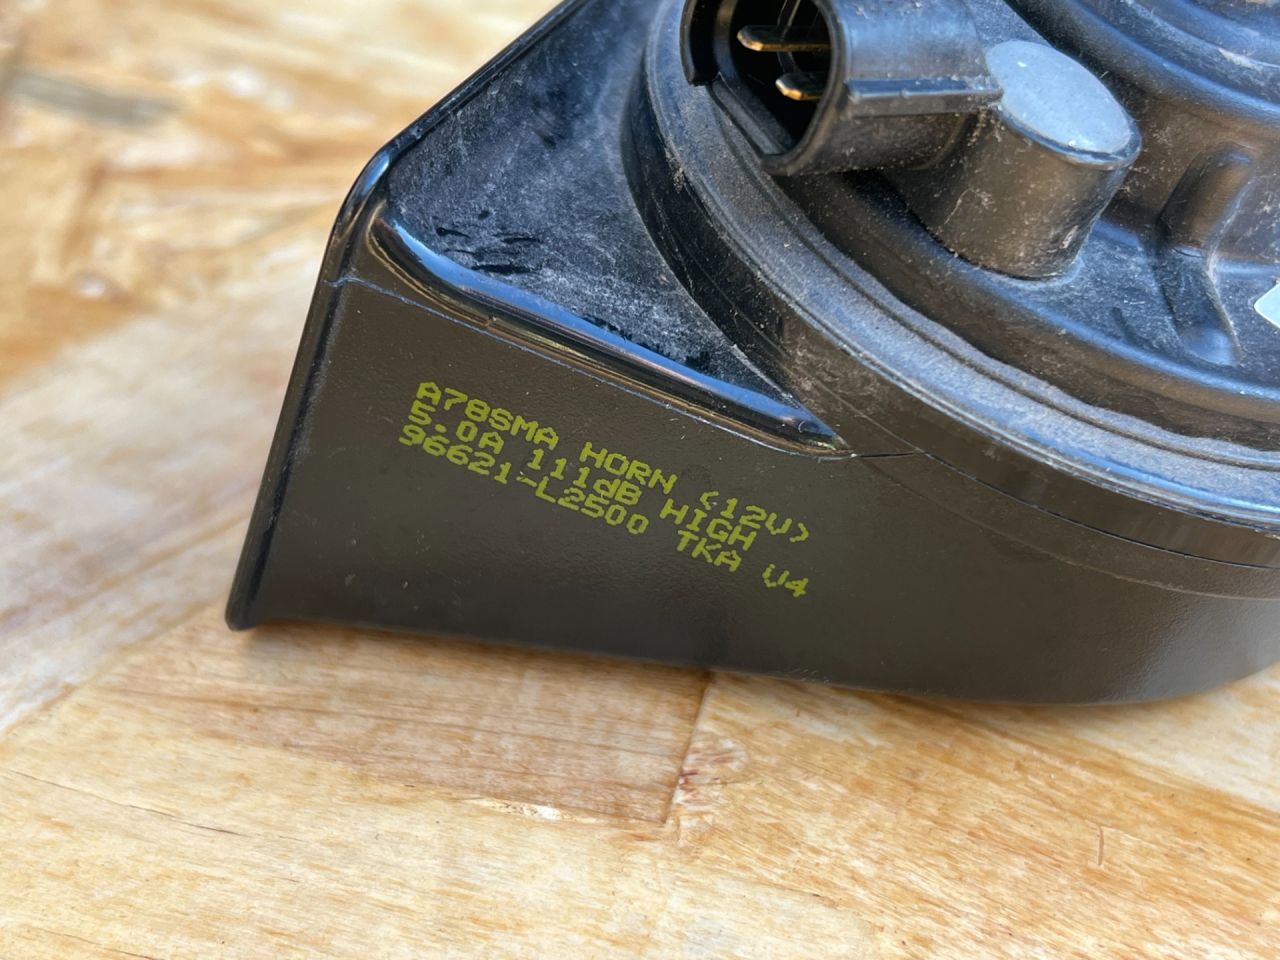 A78SMA HORN (12V)
5.0A 111dB HIGH
96621-L2500 TKA V4